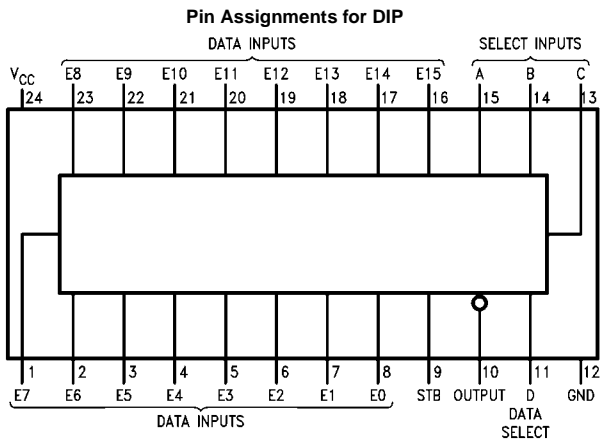 Pin Assignments for DIP
DATA INPUTS SELECT INPUTS
VCC E8 E9 E10 E11 E12 E13 E14 E15 A B C
24 23 22 21 20 19 18 17 16 15 14 13
1 2 3 4 5 6 7 8 9 10 11 12
E7 E6 E5 E4 E3 E2 E1 E0 STB OUTPUT D GND
DATA INPUTS DATA
SELECT